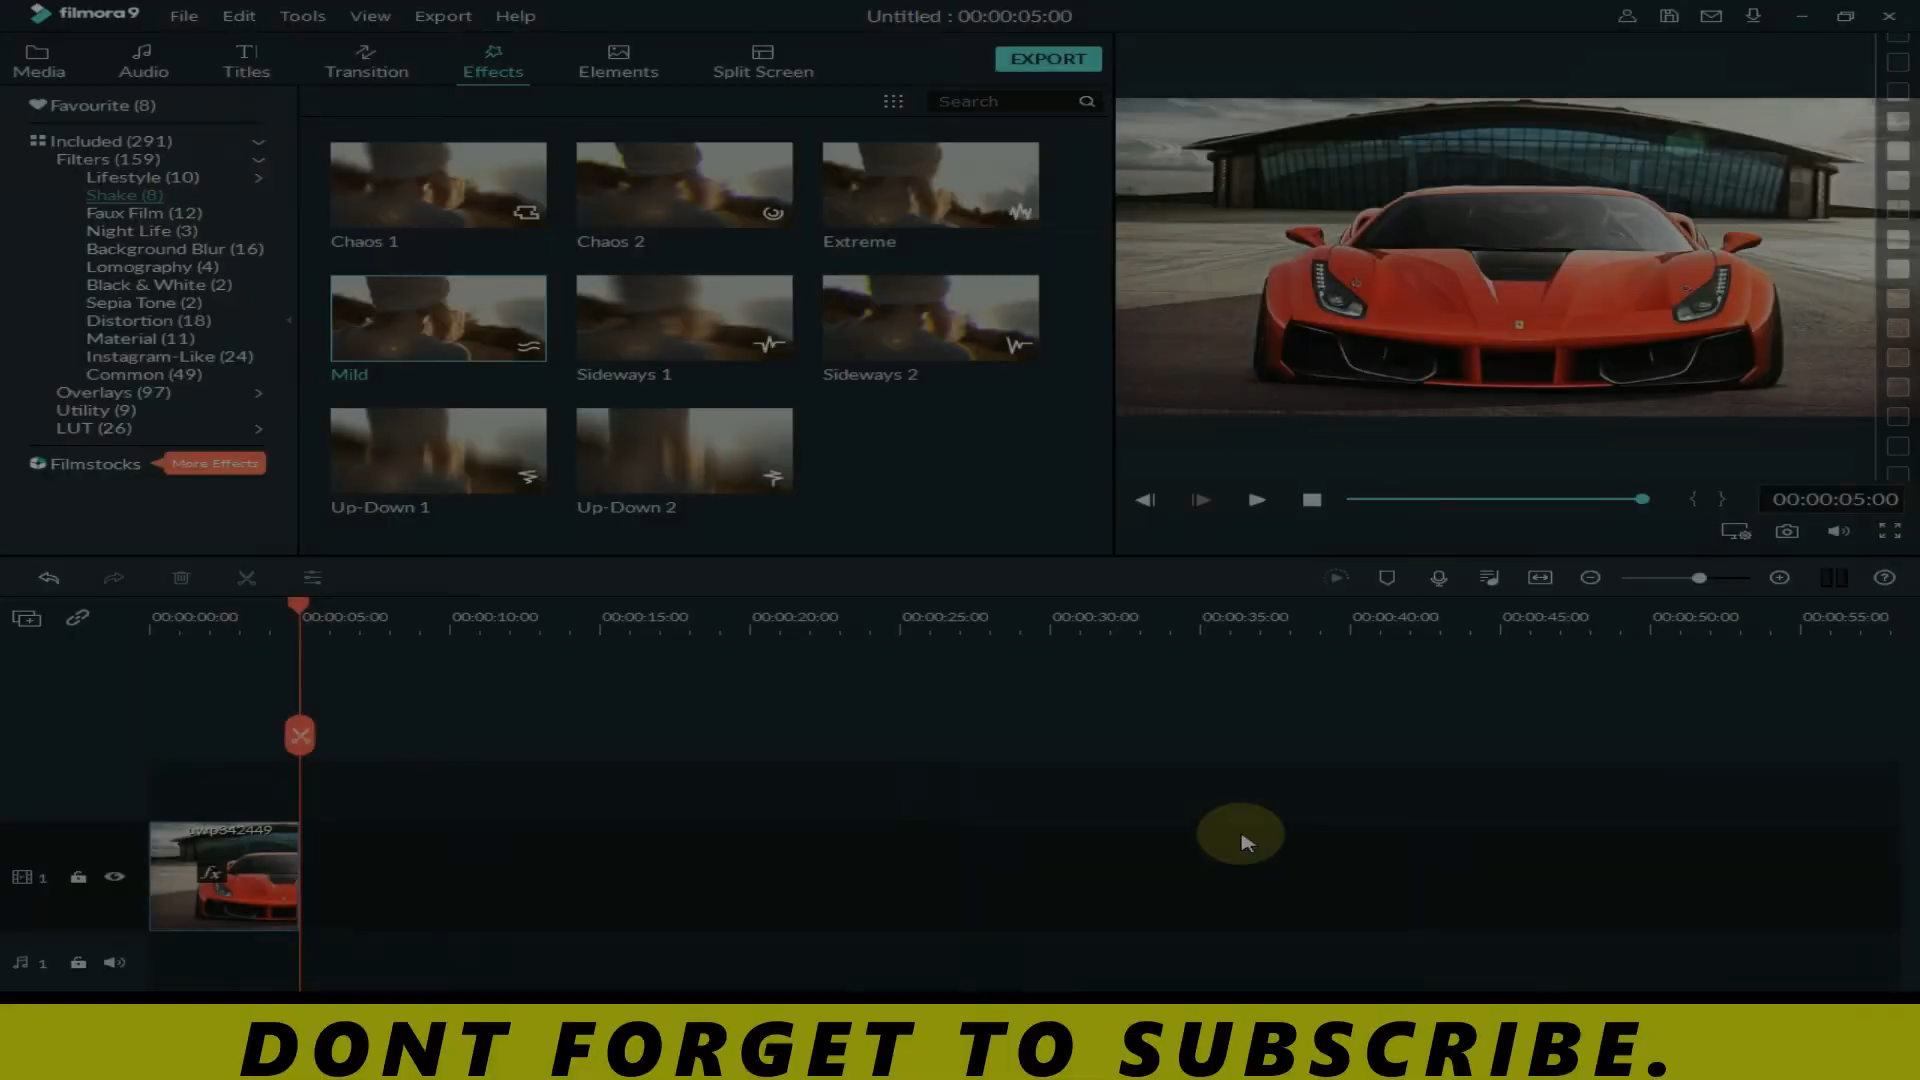 filmora9 File Edit Tools View Export Help Untitled : 00:00:05:00
Media Audio Titles Transition Effects Elements Split Screen EXPORT
Favourite (8)
Search
Included (291)
Filters (159)
Lifestyle (10)
Shake (8)
Faux Film (12)
Night Life (3)
Background Blur (16)
Lomography (4)
Black & White (2)
Sepia Tone (2)
Distortion (18)
Material (11)
Instagram-Like (24)
Common (49)
Overlays (97)
Utility (9)
LUT (26)
Filmstocks More Effects
Chaos 1 Chaos 2 Extreme
Mild Sideways 1 Sideways 2
Up-Down 1 Up-Down 2
00:00:05:00
00:00:00:00 00:00:05:00 00:00:10:00 00:00:15:00 00:00:20:00 00:00:25:00 00:00:30:00 00:00:35:00 00:00:40:00 00:00:45:00 00:00:50:00 00:00:55:00
fx
1
1
DONT FORGET TO SUBSCRIBE.